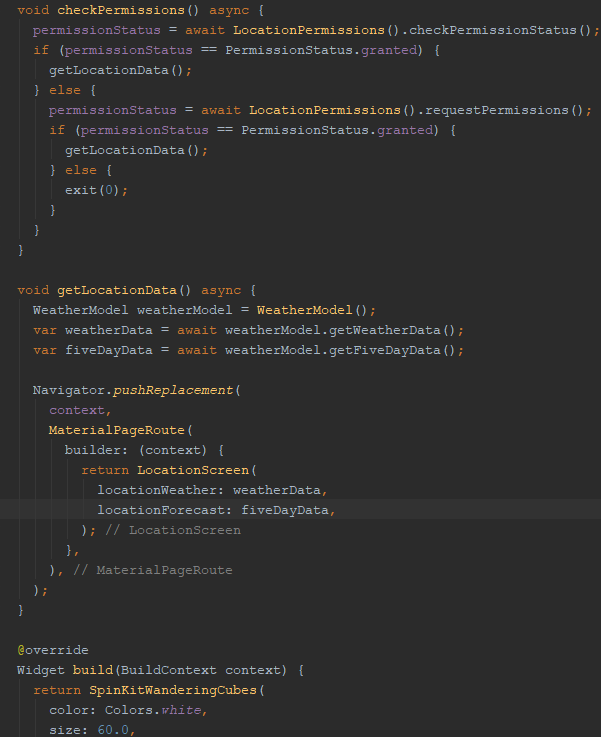 void checkPermissions() async {
permissionStatus = await LocationPermissions().checkPermissionStatus();
if (permissionStatus == PermissionStatus.granted) {
getLocationData();
} else {
permissionStatus = await LocationPermissions().requestPermissions();
if (permissionStatus == PermissionStatus.granted) {
getLocationData();
} else {
exit(0);
}
}
}
void getLocationData() async {
WeatherModel weatherModel = WeatherModel();
var weatherData = await weatherModel.getWeatherData();
var fiveDayData = await weatherModel.getFiveDayData();
Navigator.pushReplacement(
context,
MaterialPageRoute(
builder: (context) {
return LocationScreen(
locationWeather: weatherData,
locationForecast: fiveDayData,
); // LocationScreen
},
), // MaterialPageRoute
);
}
@override
Widget build(BuildContext context) {
return SpinKitWanderingCubes(
color: Colors.white,
size: 60.0,